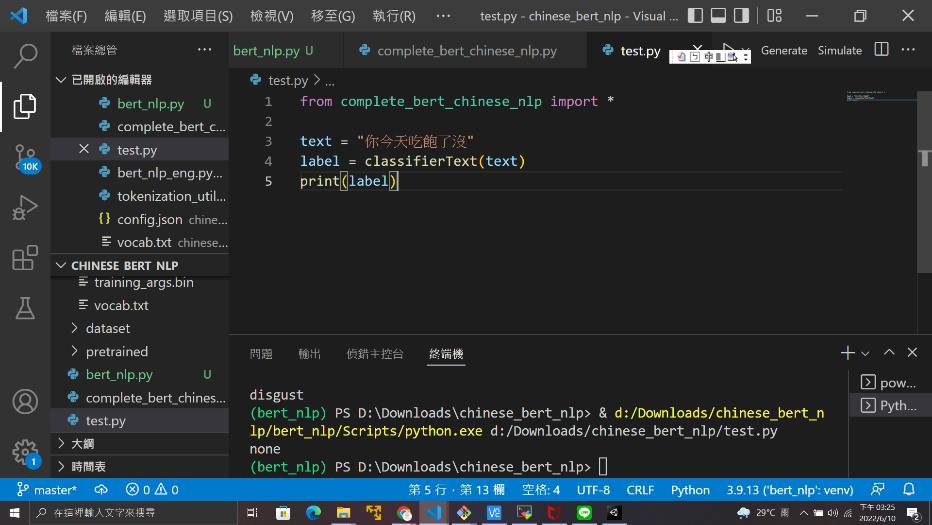 檔案(F) 編輯(E) 選取項目(S) 檢視(V) 移至(G) 執行(R) ··· test.py - chinese_bert_nlp - Visual ...
檔案總管 ···
bert_nlp.py U complete_bert_chinese_nlp.py test.py Generate Simulate ···
已開啟的編輯器
bert_nlp.py U
complete_bert_c...
test.py
bert_nlp_eng.py...
tokenization_util...
{} config.json chine...
vocab.txt chinese...
CHINESE BERT NLP
training_args.bin
vocab.txt
dataset
pretrained
bert_nlp.py U
complete_bert_chines...
test.py
大綱
時間表
10K
1
test.py > ...
1 from complete_bert_chinese_nlp import *
2
3 text = "你今天吃飽了沒"
4 label = classifierText(text)
5 print(label)
問題 輸出 偵錯主控台 終端機
disgust
(bert_nlp) PS D:\Downloads\chinese_bert_nlp> & d:/Downloads/chinese_bert_n
lp/bert_nlp/Scripts/python.exe d:/Downloads/chinese_bert_nlp/test.py
none
(bert_nlp) PS D:\Downloads\chinese_bert_nlp>
pow...
Pyth...
master* 0 0 第 5 行，第 13 欄 空格: 4 UTF-8 CRLF Python 3.9.13 ('bert_nlp': venv)
在這裡輸入文字來搜尋 29°C 雨 下午 03:25
2022/6/10 2